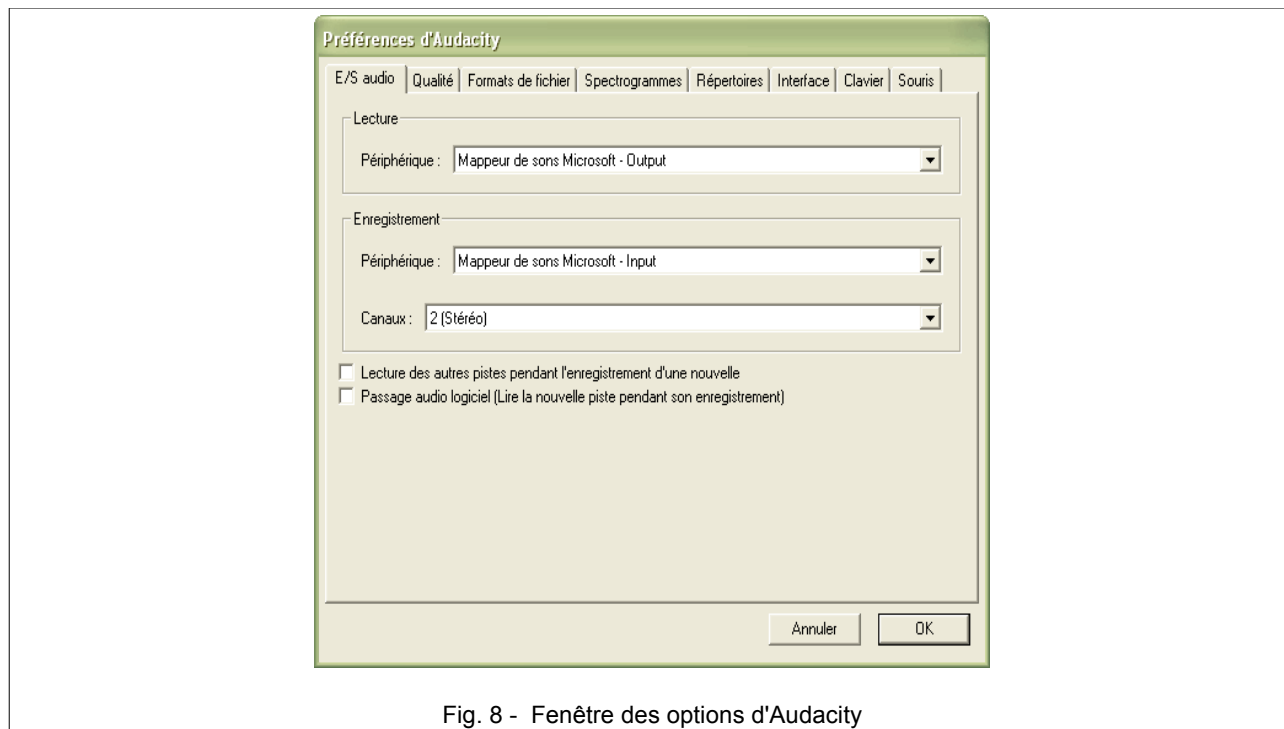 Préférences d'Audacity
E/S audio Qualité Formats de fichier Spectrogrammes Répertoires Interface Clavier Souris
Lecture
Périphérique : Mappeur de sons Microsoft - Output
Enregistrement
Périphérique : Mappeur de sons Microsoft - Input
Canaux : 2 (Stéréo)
Lecture des autres pistes pendant l'enregistrement d'une nouvelle
Passage audio logiciel (Lire la nouvelle piste pendant son enregistrement)
Annuler OK
Fig. 8 - Fenêtre des options d'Audacity